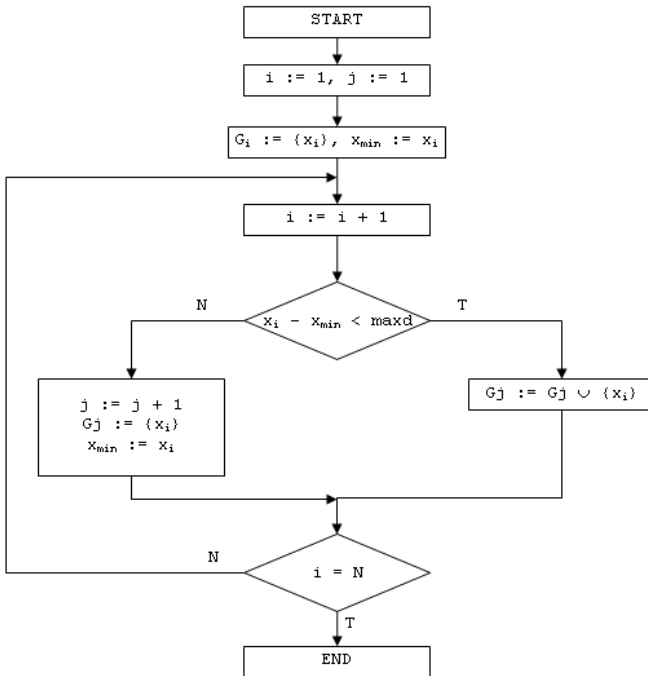 START
i := 1, j := 1
Gᵢ := {xᵢ}, xₘᵢₙ := xᵢ
i := i + 1
xᵢ - xₘᵢₙ < maxd
N
T
j := j + 1
Gj := {xᵢ}
xₘᵢₙ := xᵢ
Gj := Gj ∪ {xᵢ}
i = N
N
T
END